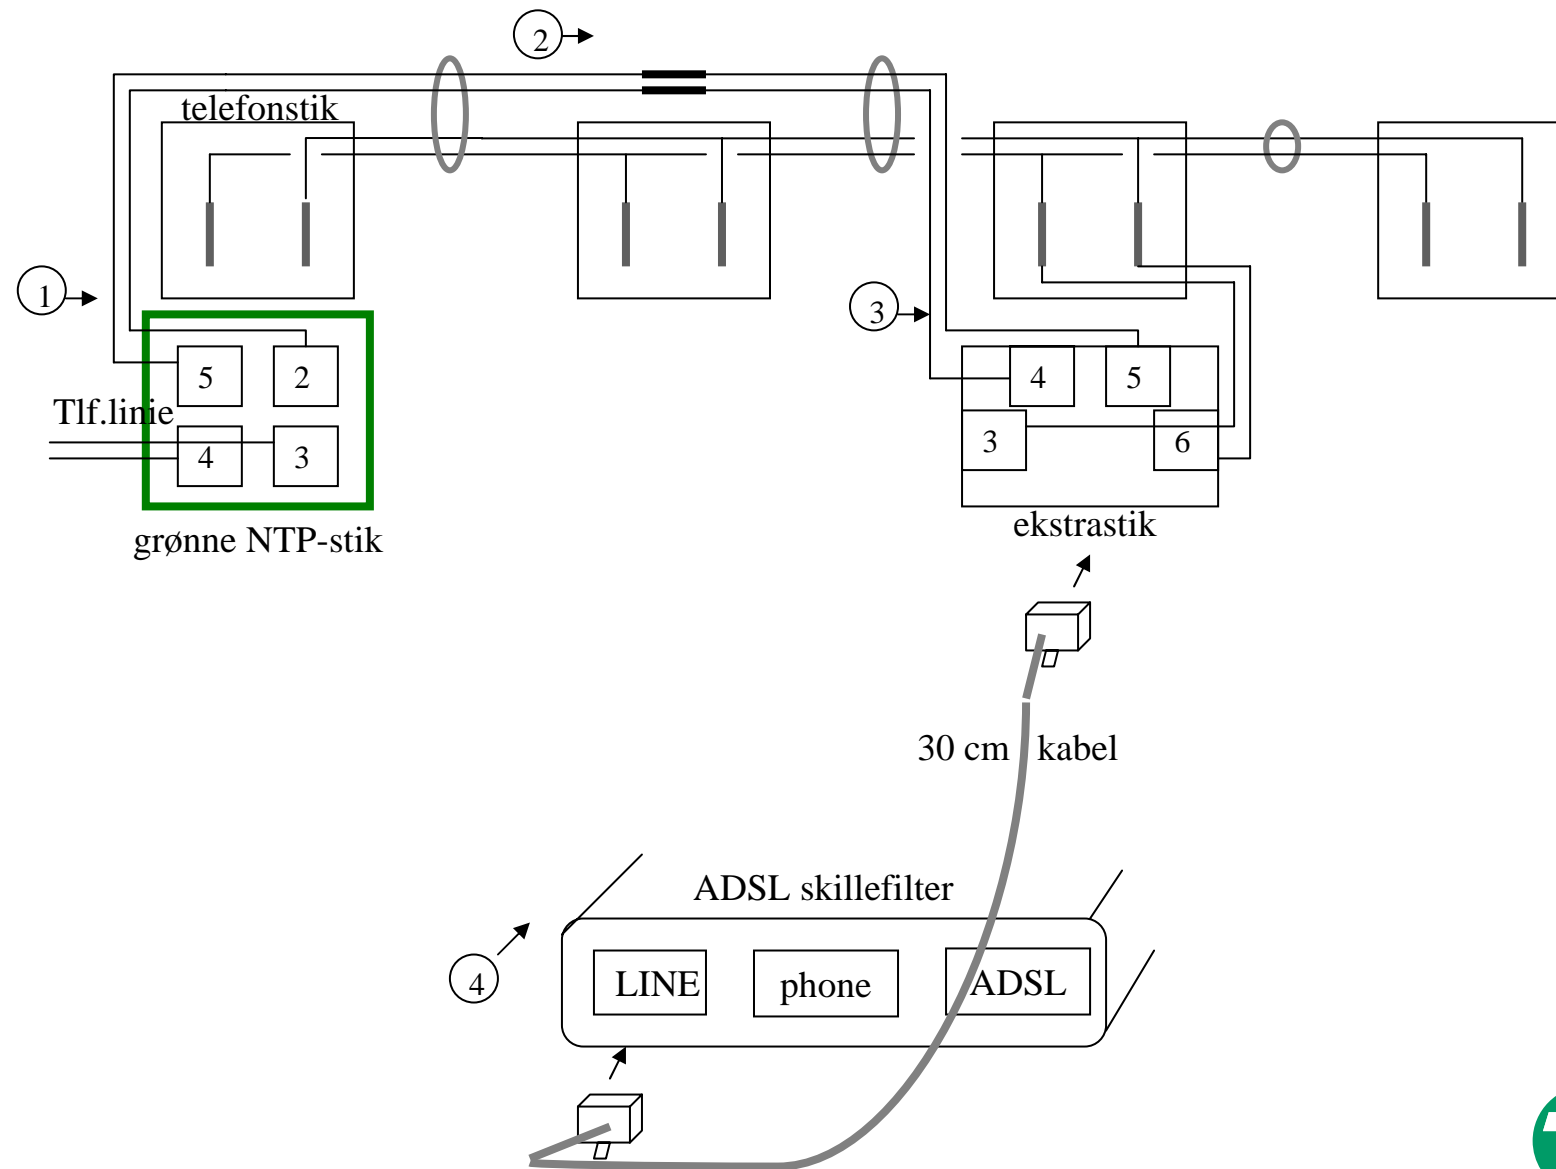 2
telefonstik
1
3
5 2
4 5
Tlf.linie
4 3
3 6
grønne NTP-stik
ekstrastik
30 cm kabel
ADSL skillefilter
4
LINE phone ADSL